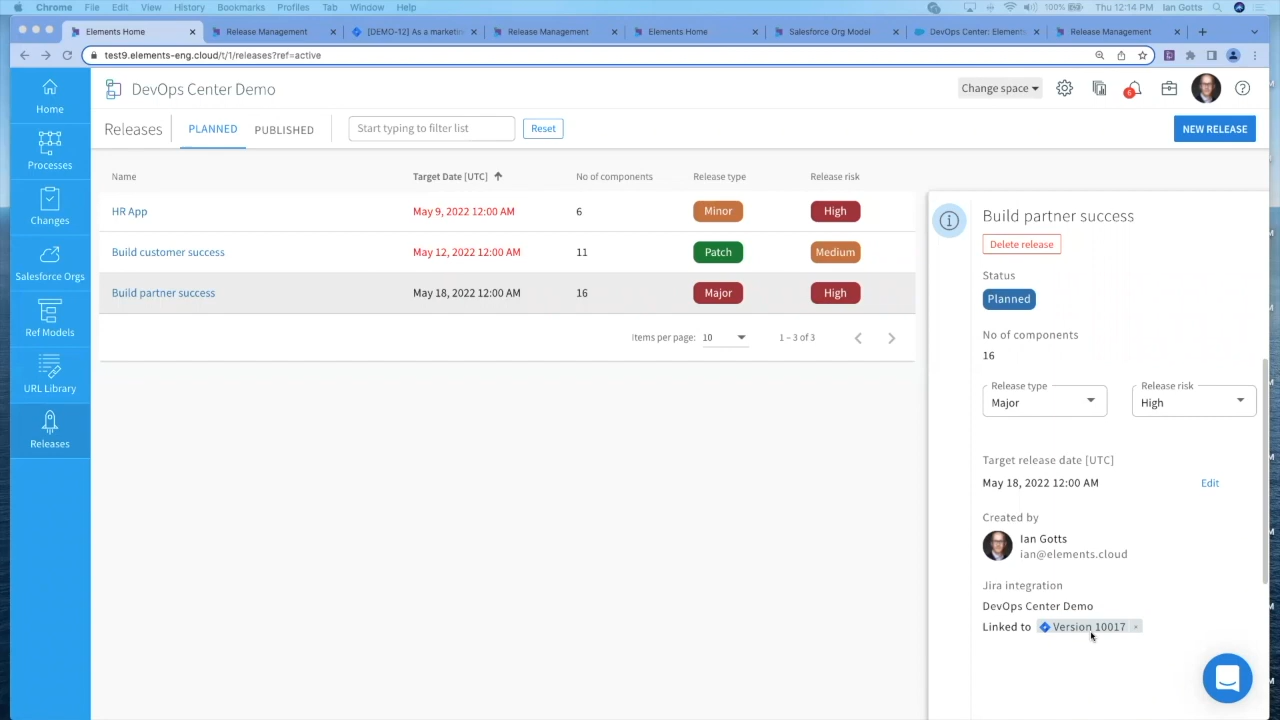 Chrome File Edit View History Bookmarks Profiles Tab Window Help 100% Thu 12:14 PM Ian Gotts
Elements Home × Release Management × [DEMO-12] As a marketin × Release Management × Elements Home × Salesforce Org Model × DevOps Center: Elements × Release Management ×
test9.elements-eng.cloud/t/1/releases?ref=active
DevOps Center Demo
Change space
6
Home
Processes
Changes
Salesforce Orgs
Ref Models
URL Library
Releases
Releases PLANNED PUBLISHED Start typing to filter list Reset NEW RELEASE
Name Target Date [UTC] No of components Release type Release risk
HR App May 9, 2022 12:00 AM 6 Minor High
Build customer success May 12, 2022 12:00 AM 11 Patch Medium
Build partner success May 18, 2022 12:00 AM 16 Major High
Items per page: 10 1 – 3 of 3
Build partner success
Delete release
Status
Planned
No of components
16
Release type Release risk
Major High
Target release date [UTC]
May 18, 2022 12:00 AM Edit
Created by
Ian Gotts
ian@elements.cloud
Jira integration
DevOps Center Demo
Linked to Version 10017 ×